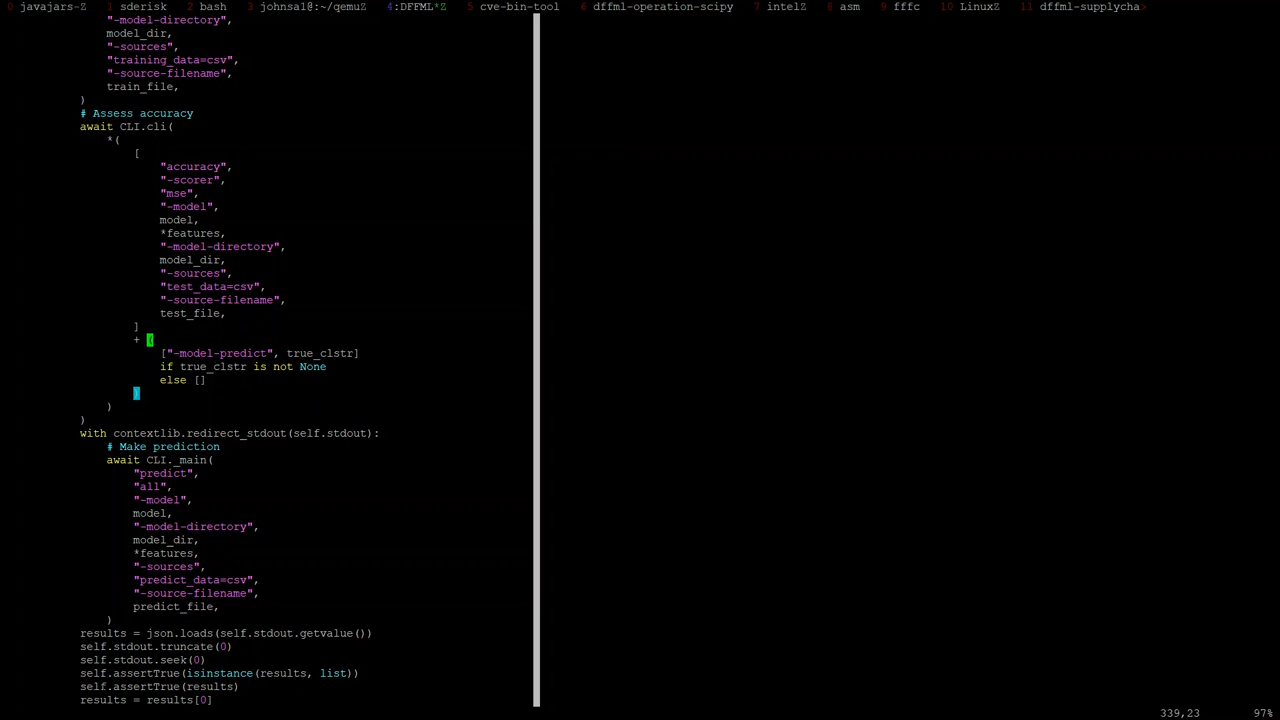 0 javajars-Z 1 sderisk 2 bash 3 johnsa1@:~/qemuZ 4:DFFML*Z 5 cve-bin-tool 6 dffml-operation-scipy 7 intelZ 8 asm 9 fffc 10 LinuxZ 11 dffml-supplycha>
"-model-directory",
model_dir,
"-sources",
"training_data=csv",
"-source-filename",
train_file,
)
# Assess accuracy
await CLI.cli(
*(
[
"accuracy",
"-scorer",
"mse",
"-model",
model,
*features,
"-model-directory",
model_dir,
"-sources",
"test_data=csv",
"-source-filename",
test_file,
]
+ (
["-model-predict", true_clstr]
if true_clstr is not None
else []
)
)
)
with contextlib.redirect_stdout(self.stdout):
# Make prediction
await CLI._main(
"predict",
"all",
"-model",
model,
"-model-directory",
model_dir,
*features,
"-sources",
"predict_data=csv",
"-source-filename",
predict_file,
)
results = json.loads(self.stdout.getvalue())
self.stdout.truncate(0)
self.stdout.seek(0)
self.assertTrue(isinstance(results, list))
self.assertTrue(results)
results = results[0]
339,23 97%